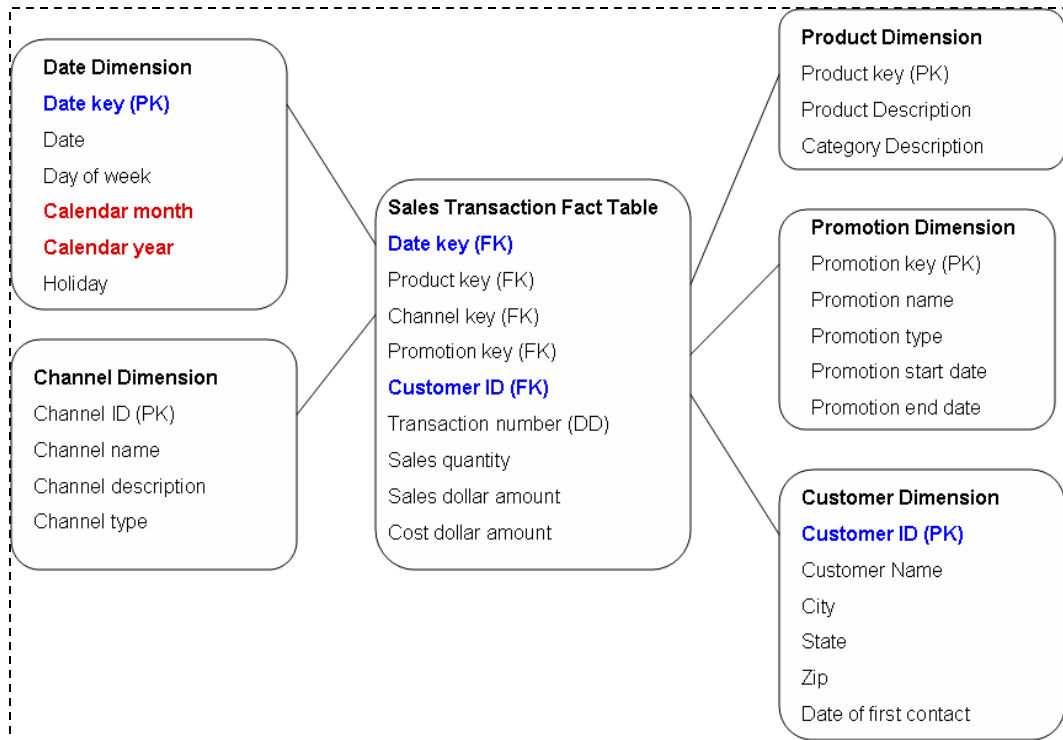 Date Dimension
Date key (PK)
Date
Day of week
Calendar month
Calendar year
Holiday
Channel Dimension
Channel ID (PK)
Channel name
Channel description
Channel type
Sales Transaction Fact Table
Date key (FK)
Product key (FK)
Channel key (FK)
Promotion key (FK)
Customer ID (FK)
Transaction number (DD)
Sales quantity
Sales dollar amount
Cost dollar amount
Product Dimension
Product key (PK)
Product Description
Category Description
Promotion Dimension
Promotion key (PK)
Promotion name
Promotion type
Promotion start date
Promotion end date
Customer Dimension
Customer ID (PK)
Customer Name
City
State
Zip
Date of first contact